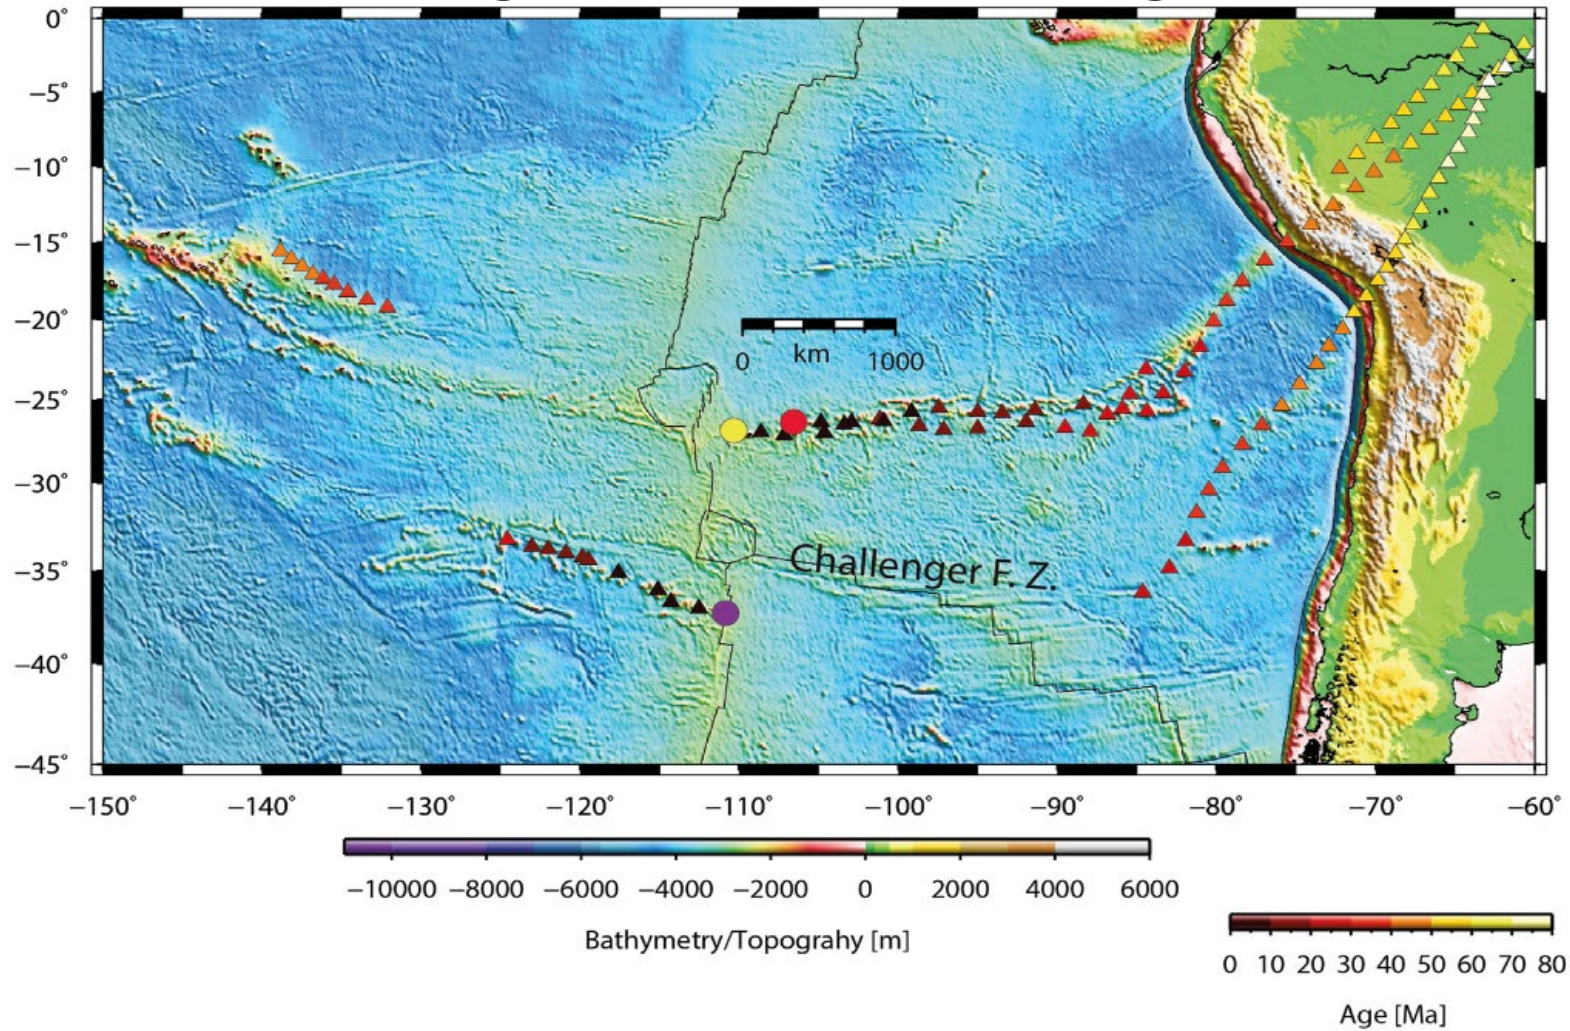 0°
−5°
−10°
−15°
−20°
−25°
−30°
−35°
−40°
−45°
0 km 1000
Challenger F. Z.
−150° −140° −130° −120° −110° −100° −90° −80° −70° −60°
−10000 −8000 −6000 −4000 −2000 0 2000 4000 6000
Bathymetry/Topograhy [m]
0 10 20 30 40 50 60 70 80
Age [Ma]